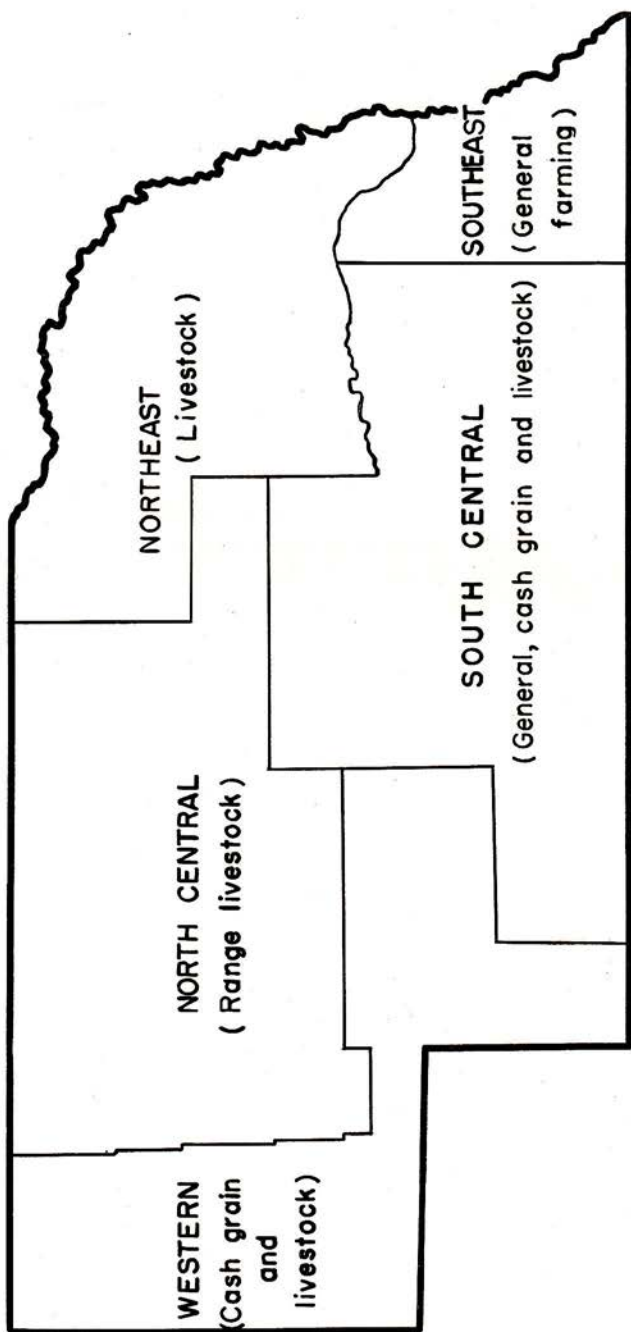 WESTERN
(Cash grain
and
livestock)
NORTH CENTRAL
(Range livestock)
NORTHEAST
(Livestock)
SOUTH CENTRAL
(General, cash grain and livestock)
SOUTHEAST
(General
farming)